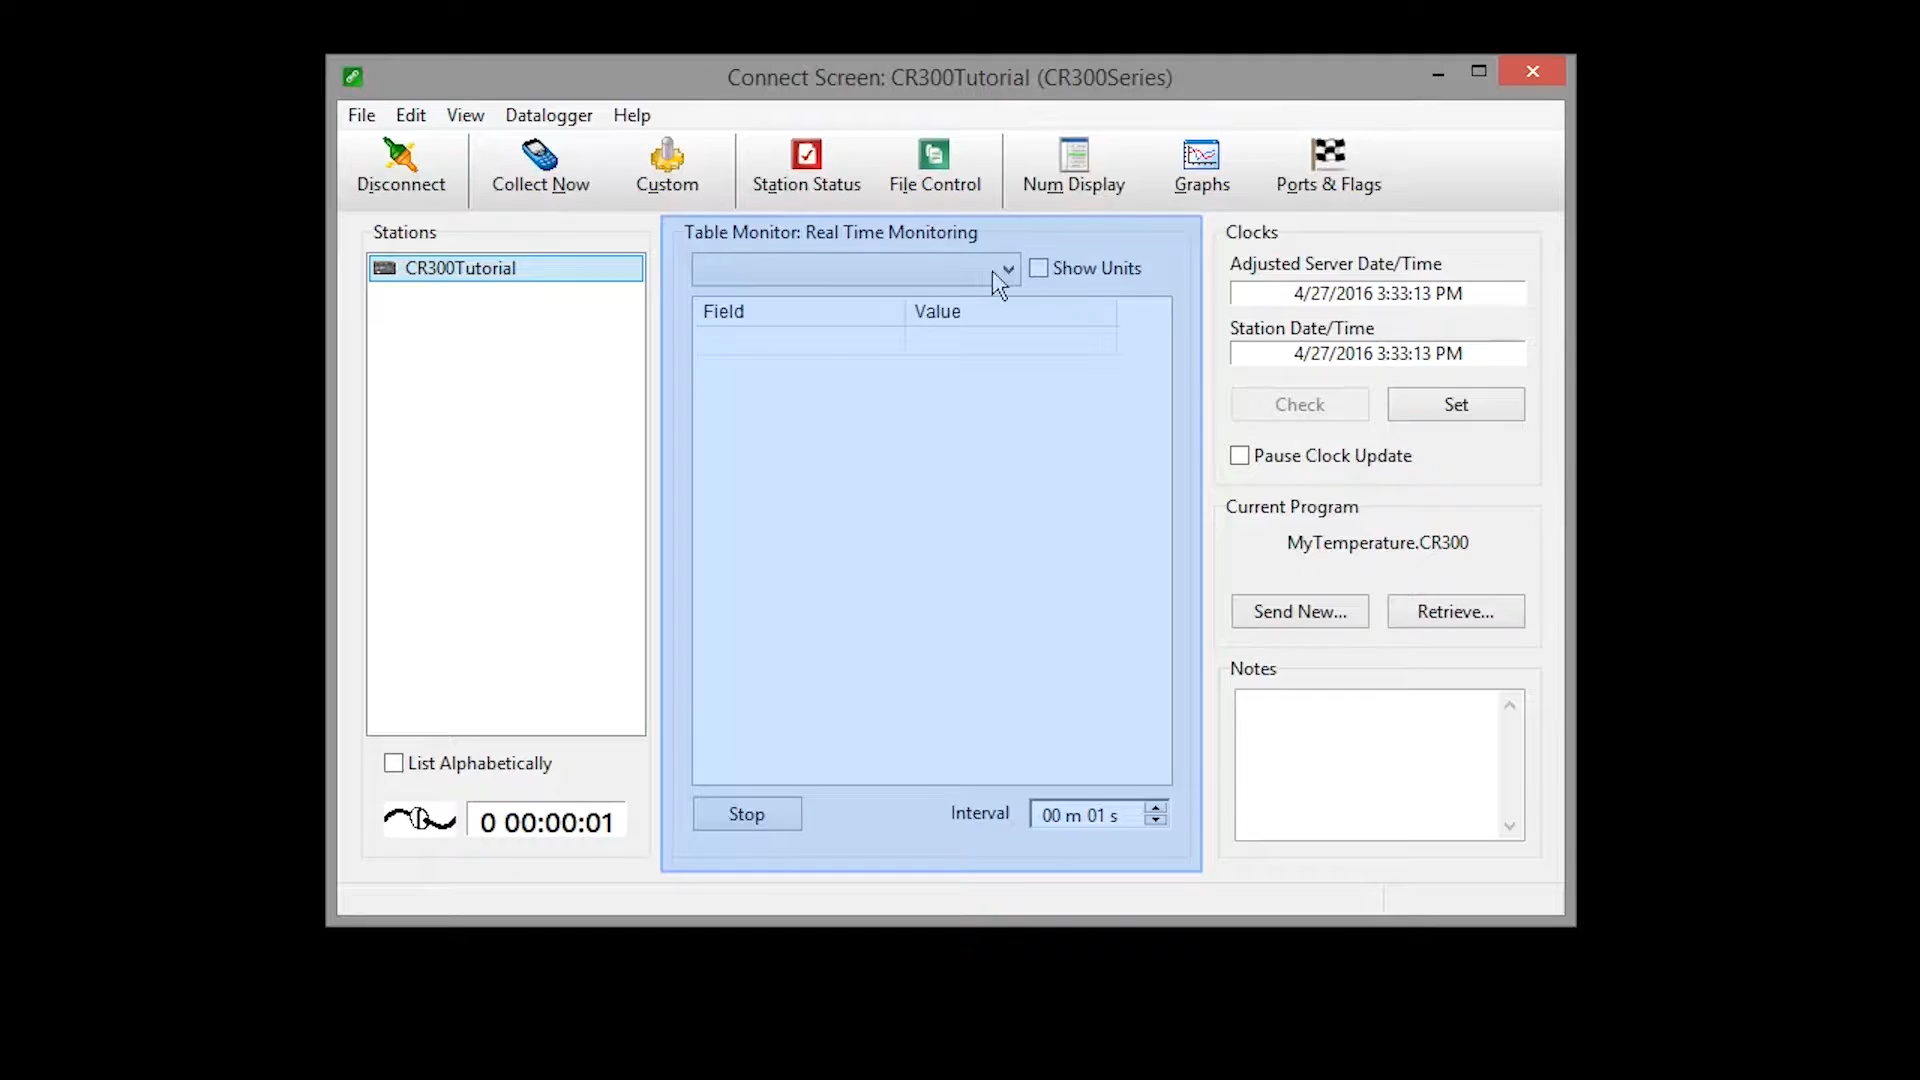 Connect Screen: CR300Tutorial (CR300Series)
File Edit View Datalogger Help
Disconnect Collect Now Custom Station Status File Control Num Display Graphs Ports & Flags
Stations
CR300Tutorial
List Alphabetically
0 00:00:01
Table Monitor: Real Time Monitoring
Show Units
Field Value
Stop Interval 00 m 01 s
Clocks
Adjusted Server Date/Time
4/27/2016 3:33:13 PM
Station Date/Time
4/27/2016 3:33:13 PM
Check Set
Pause Clock Update
Current Program
MyTemperature.CR300
Send New... Retrieve...
Notes